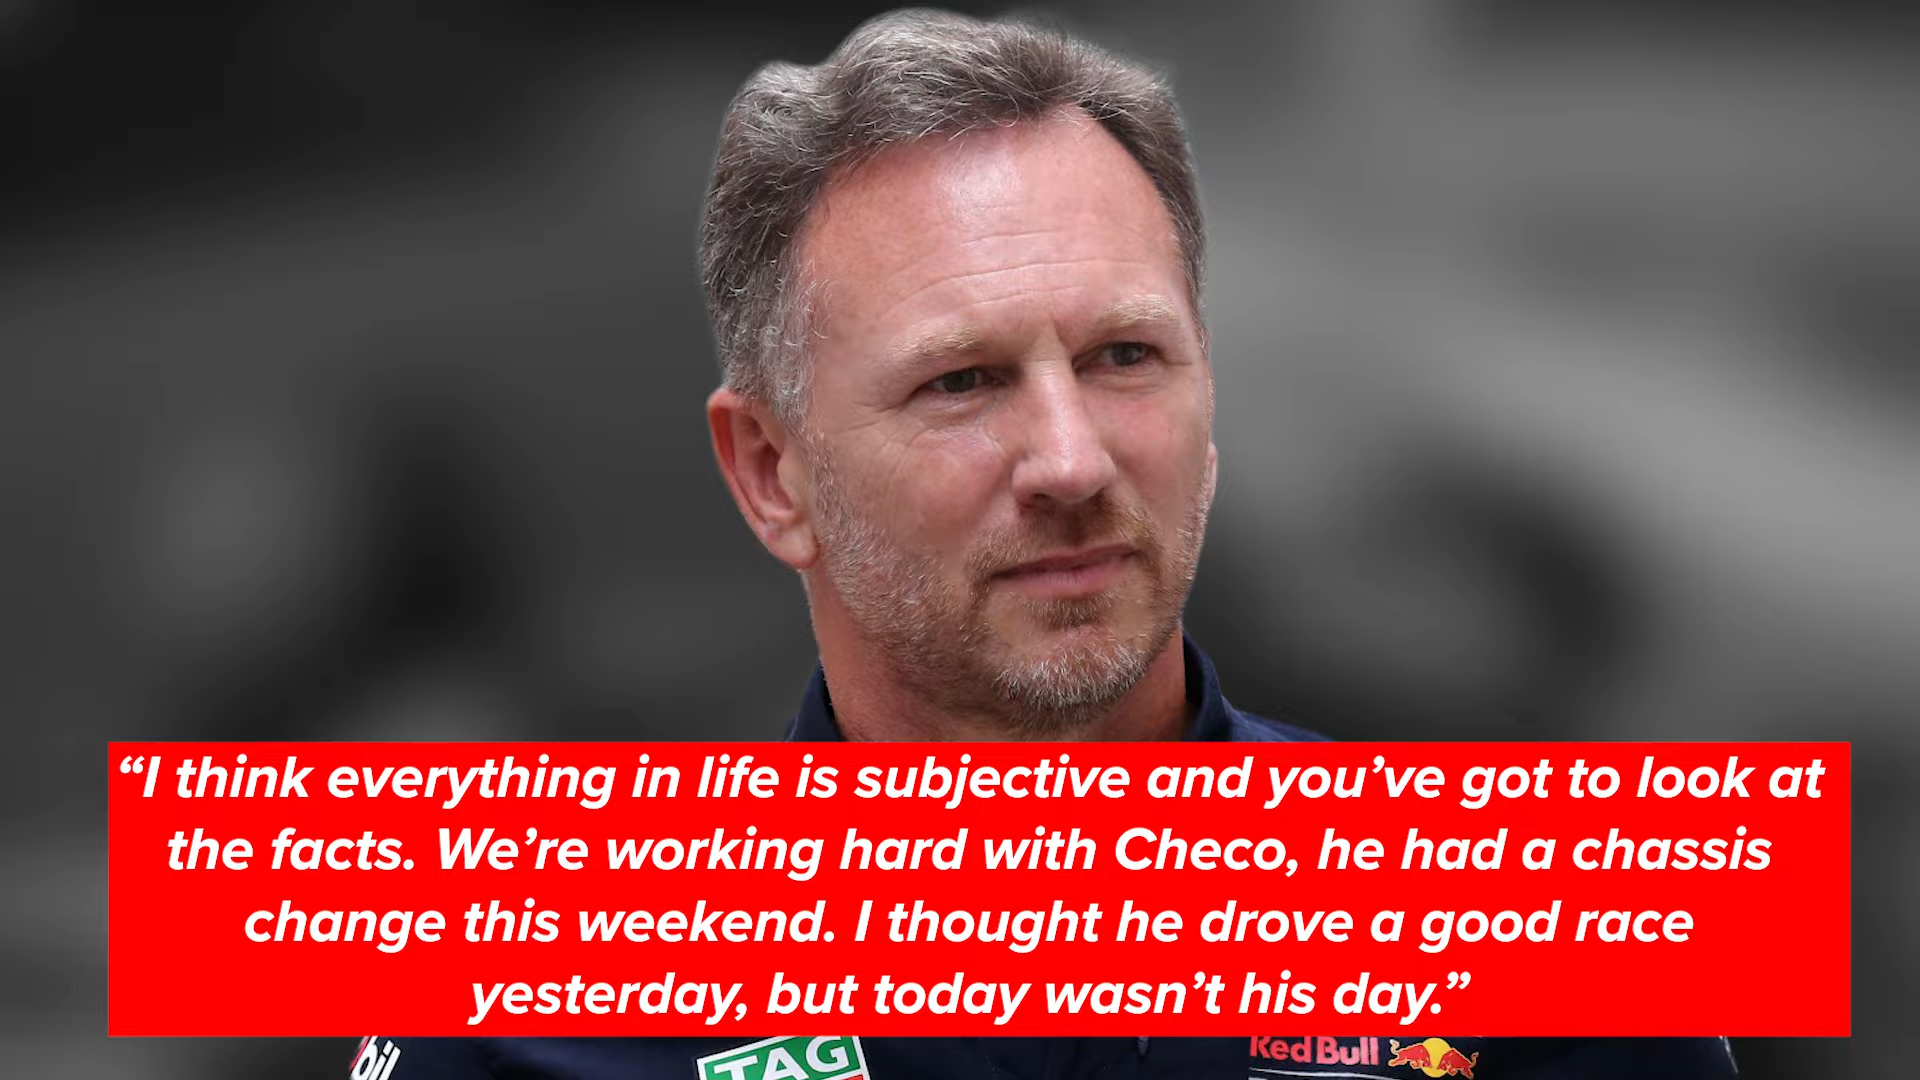 “I think everything in life is subjective and you’ve got to look at
the facts. We’re working hard with Checo, he had a chassis
change this weekend. I thought he drove a good race
yesterday, but today wasn’t his day.”
TAG
Red Bull